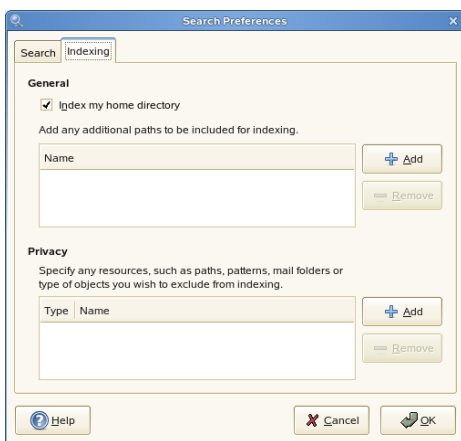 Search Preferences
Search Indexing
General
Index my home directory
Add any additional paths to be included for indexing.
Name
Add
Remove
Privacy
Specify any resources, such as paths, patterns, mail folders or
type of objects you wish to exclude from indexing.
Type Name
Add
Remove
Help Cancel OK